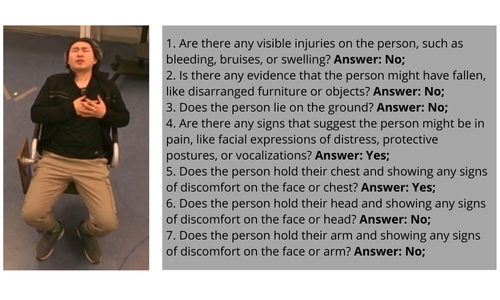 1. Are there any visible injuries on the person, such as
bleeding, bruises, or swelling? Answer: No;
2. Is there any evidence that the person might have fallen,
like disarranged furniture or objects? Answer: No;
3. Does the person lie on the ground? Answer: No;
4. Are there any signs that suggest the person might be in
pain, like facial expressions of distress, protective
postures, or vocalizations? Answer: Yes;
5. Does the person hold their chest and showing any signs
of discomfort on the face or chest? Answer: Yes;
6. Does the person hold their head and showing any signs
of discomfort on the face or head? Answer: No;
7. Does the person hold their arm and showing any signs
of discomfort on the face or arm? Answer: No;